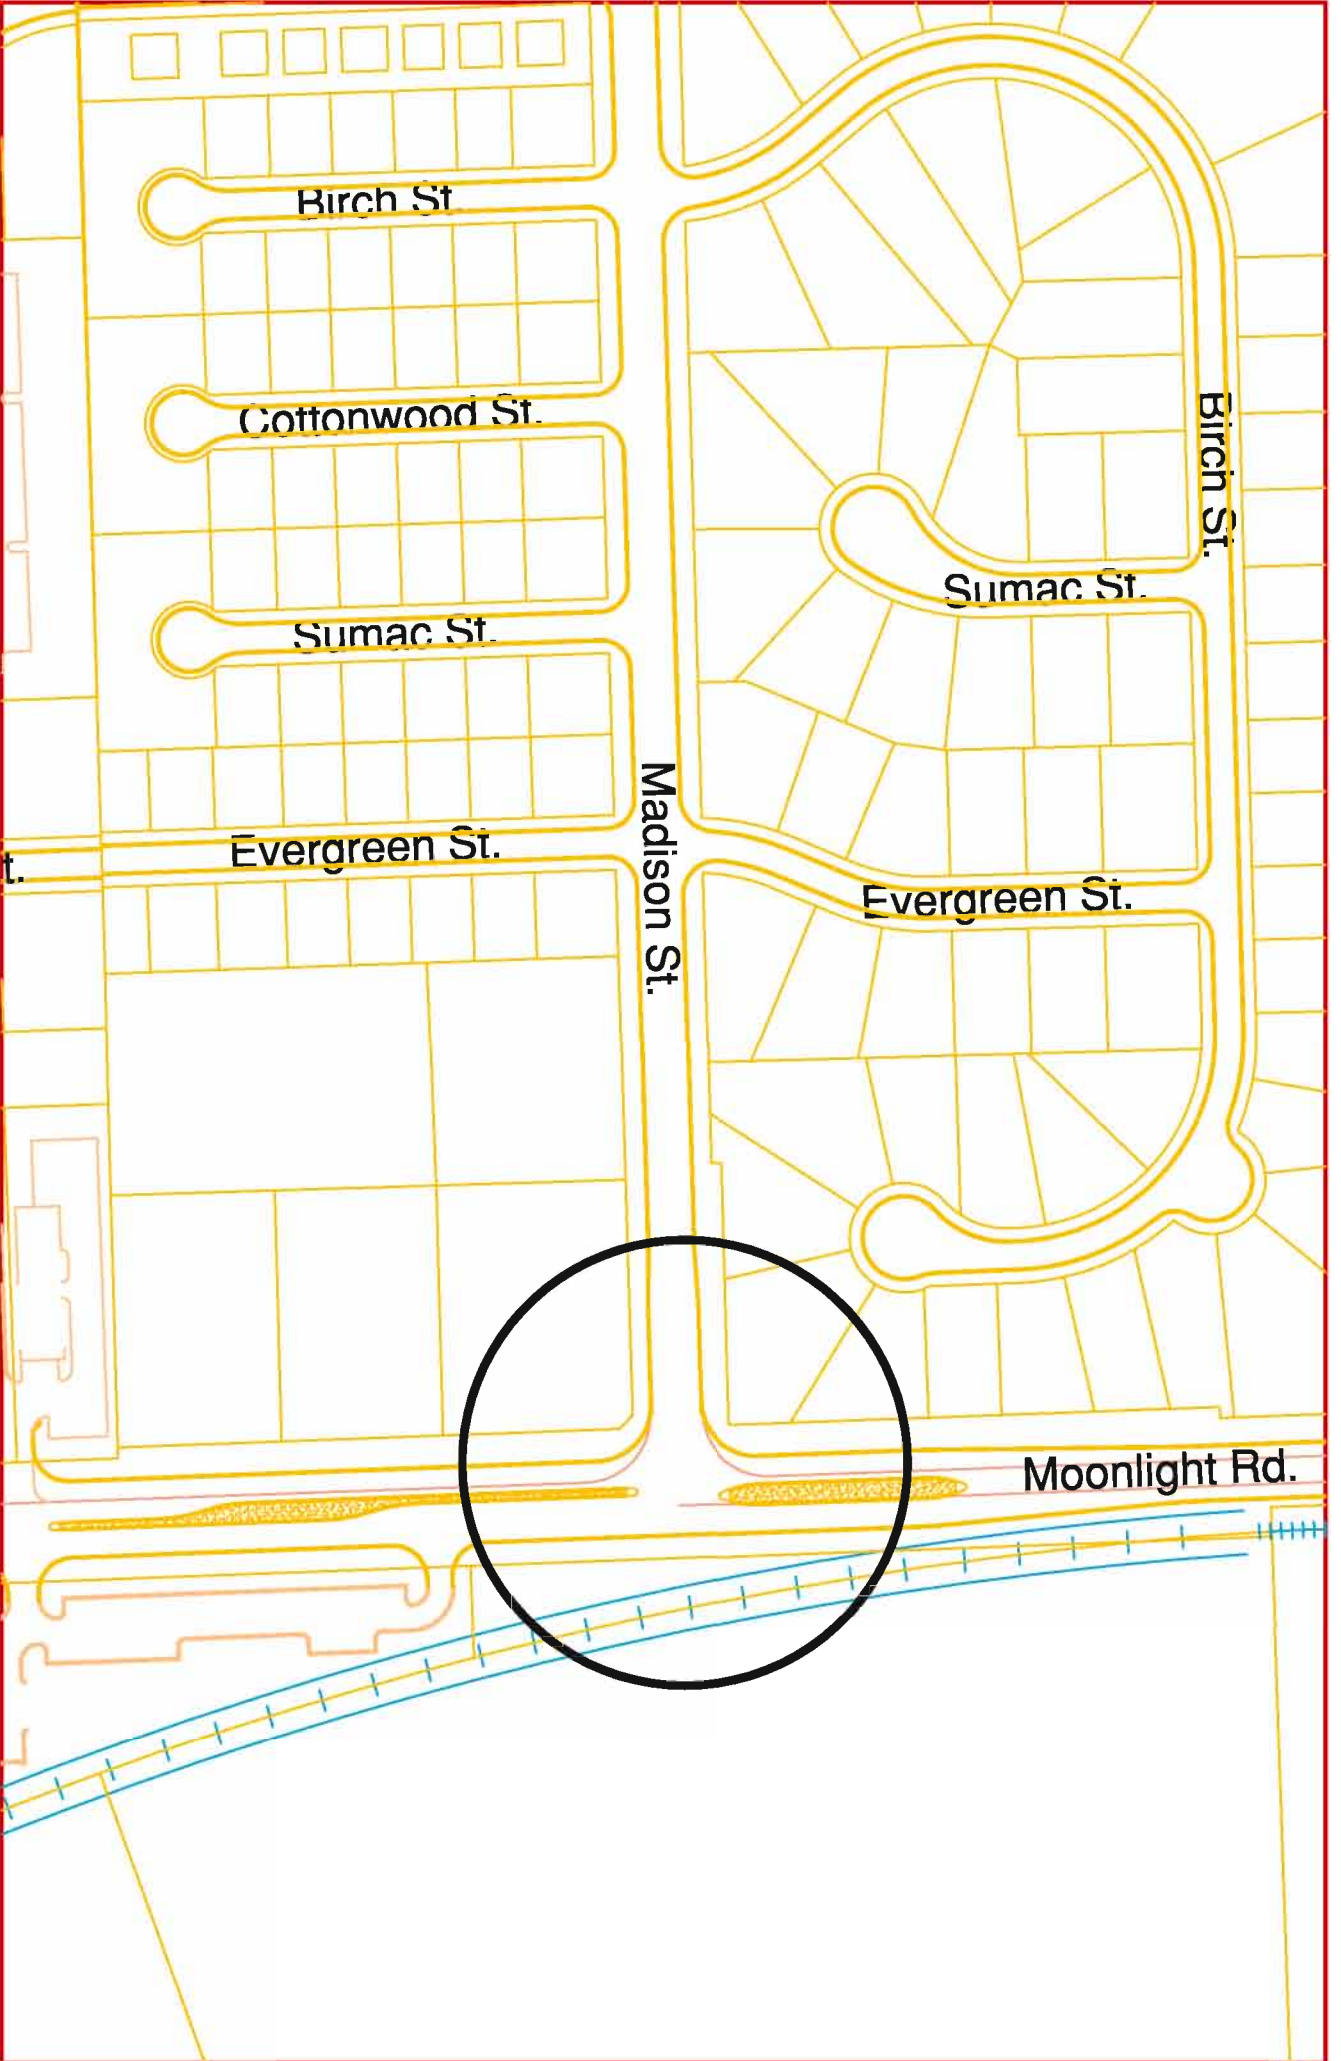 Birch St.
Cottonwood St.
Birch St.
Sumac St.
Sumac St.
Madison St.
Evergreen St.
t.
Evergreen St.
Moonlight Rd.